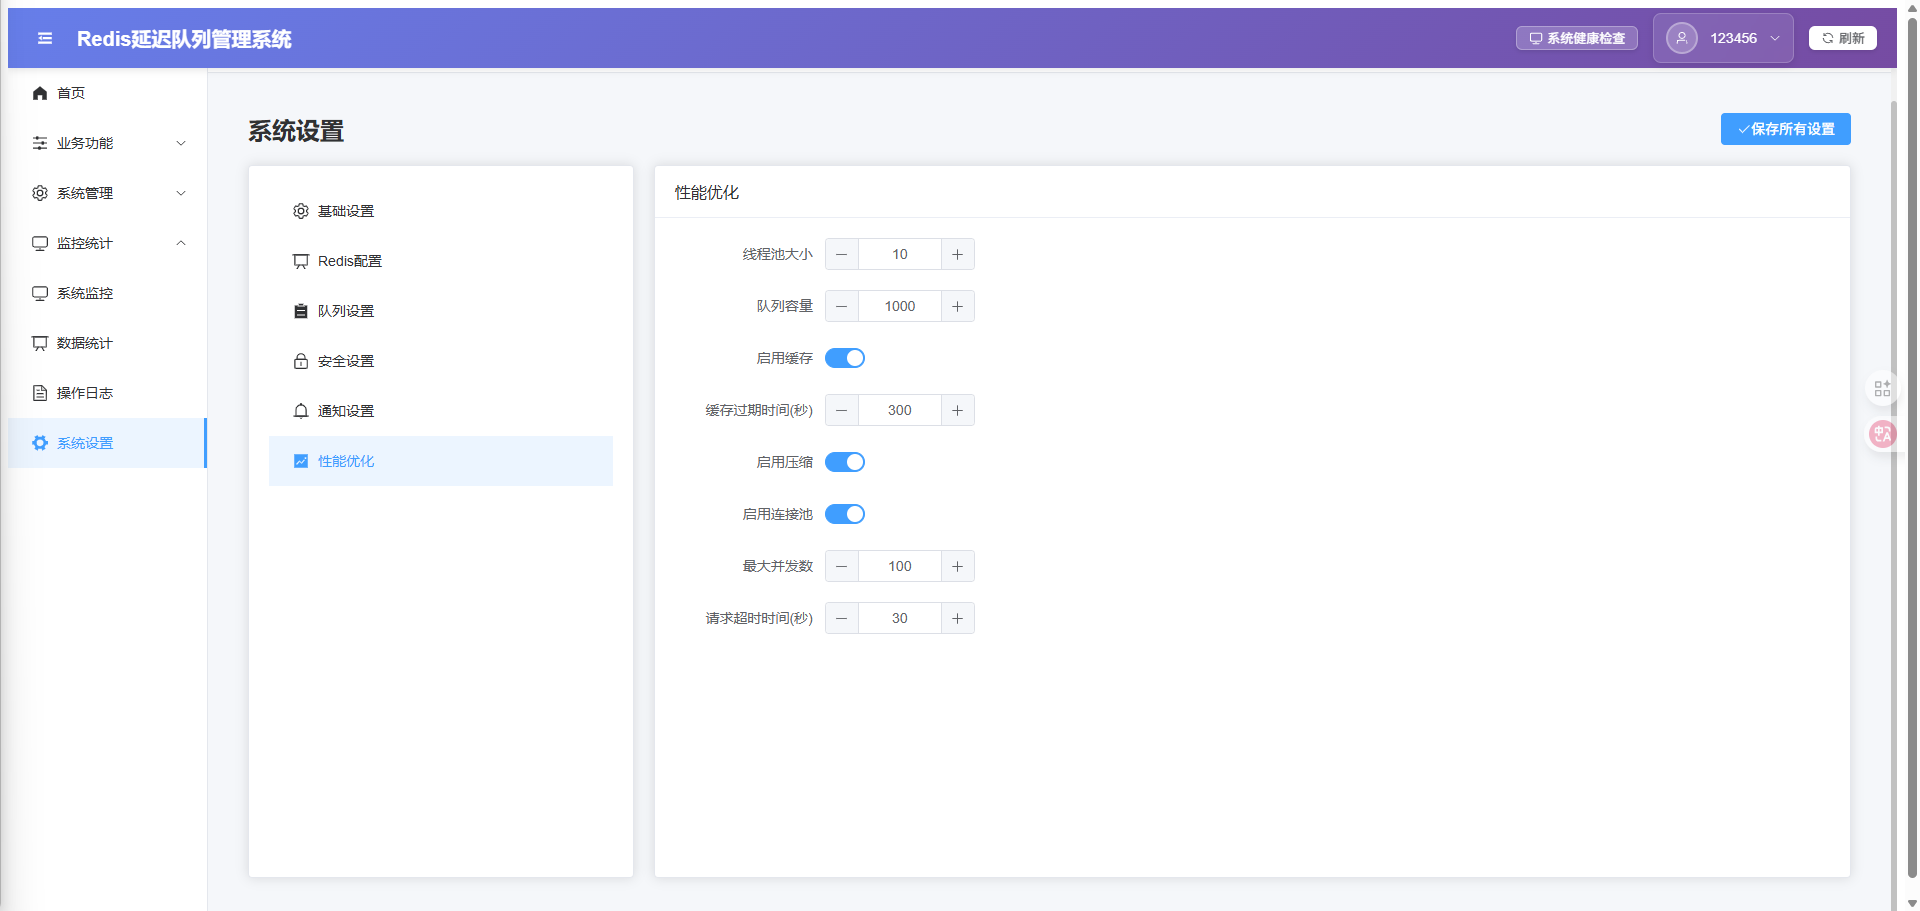 Redis延迟队列管理系统
系统健康检查
123456
刷新
首页
业务功能
系统管理
监控统计
系统监控
数据统计
操作日志
系统设置
系统设置
保存所有设置
基础设置
Redis配置
队列设置
安全设置
通知设置
性能优化
性能优化
线程池大小 10
队列容量 1000
启用缓存
缓存过期时间(秒) 300
启用压缩
启用连接池
最大并发数 100
请求超时时间(秒) 30
中A